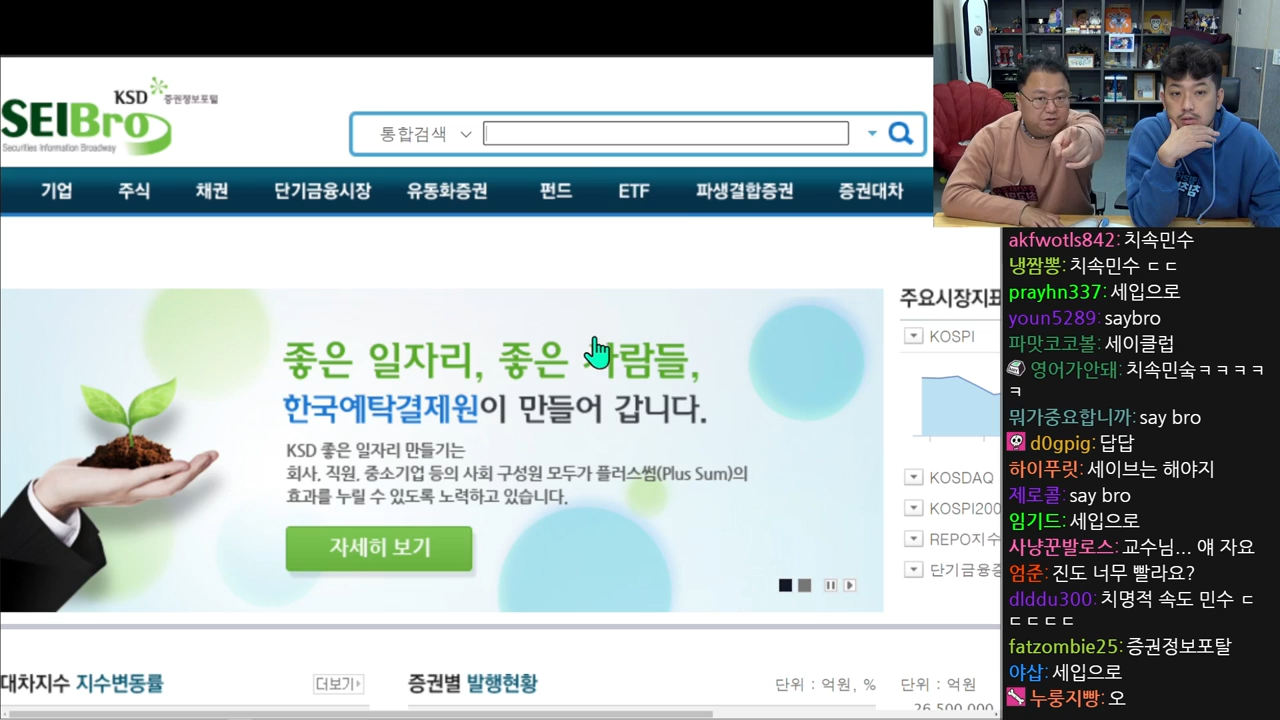 KSD 증권정보포털
SEIBro
Securities Information Broadway
통합검색
기업 주식 채권 단기금융시장 유동화증권 펀드 ETF 파생결합증권 증권대차
좋은 일자리, 좋은 사람들,
한국예탁결제원이 만들어 갑니다.
KSD 좋은 일자리 만들기는
회사, 직원, 중소기업 등의 사회 구성원 모두가 플러스썸(Plus Sum)의
효과를 누릴 수 있도록 노력하고 있습니다.
자세히 보기
주요시장지표
KOSPI
KOSDAQ
KOSPI200
REPO지수
단기금융증
대차지수 지수변동률
더보기
증권별 발행현황
단위 : 억원, %
단위 : 억원
26,500,000
akfwotls842: 치속민수
냉짬뽕: 치속민수 ㄷㄷ
prayhn337: 세입으로
youn5289: saybro
파맛코코볼: 세이클럽
영어가안돼: 치속민숰ㅋㅋㅋㅋ
ㅋ
뭐가중요합니까: say bro
d0gpig: 답답
하이푸릿: 세이브는 해야지
제로콜: say bro
임기드: 세입으로
사냥꾼발로스: 교수님... 얘 자요
엄준: 진도 너무 빨라요?
dlddu300: 치명적 속도 민수 ㄷ
ㄷㄷㄷㄷ
fatzombie25: 증권정보포탈
야삽: 세입으로
누룽지빵: 오